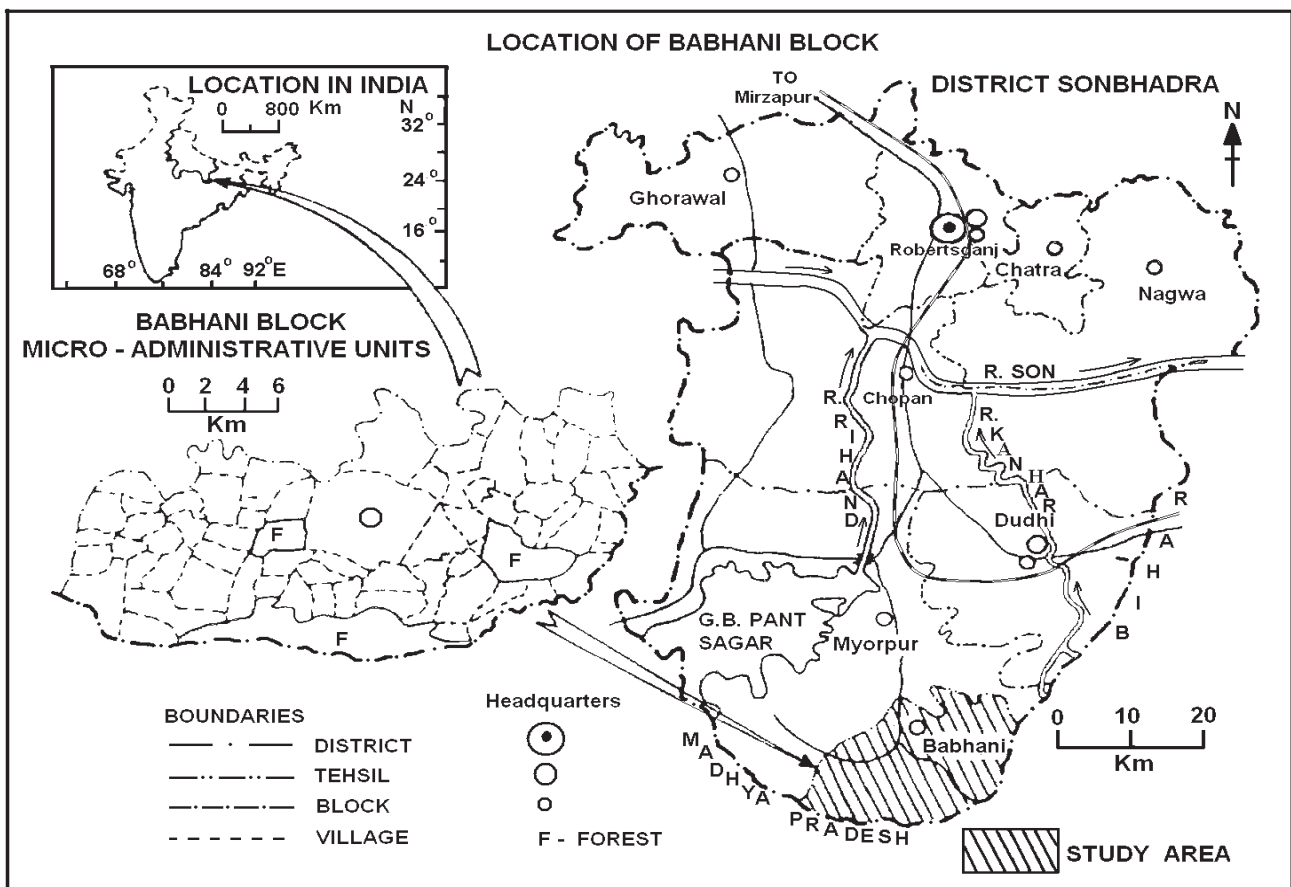 LOCATION OF BABHANI BLOCK
LOCATION IN INDIA
0 800 Km
N
32°
24°
16°
68° 84° 92°E
DISTRICT SONBHADRA
N
TO
Mirzapur
Ghorawal
Robertsganj
Chatra
Nagwa
R. SON
Chopan
R. RIHAND
R. KANHAR
Dudhi
BIHAR
G.B. PANT
SAGAR
Myorpur
Babhani
MADHYA PRADESH
0 10 20
Km
BABHANI BLOCK
MICRO - ADMINISTRATIVE UNITS
0 2 4 6
Km
F
F
F
BOUNDARIES
DISTRICT
TEHSIL
BLOCK
VILLAGE
Headquarters
F - FOREST
STUDY AREA